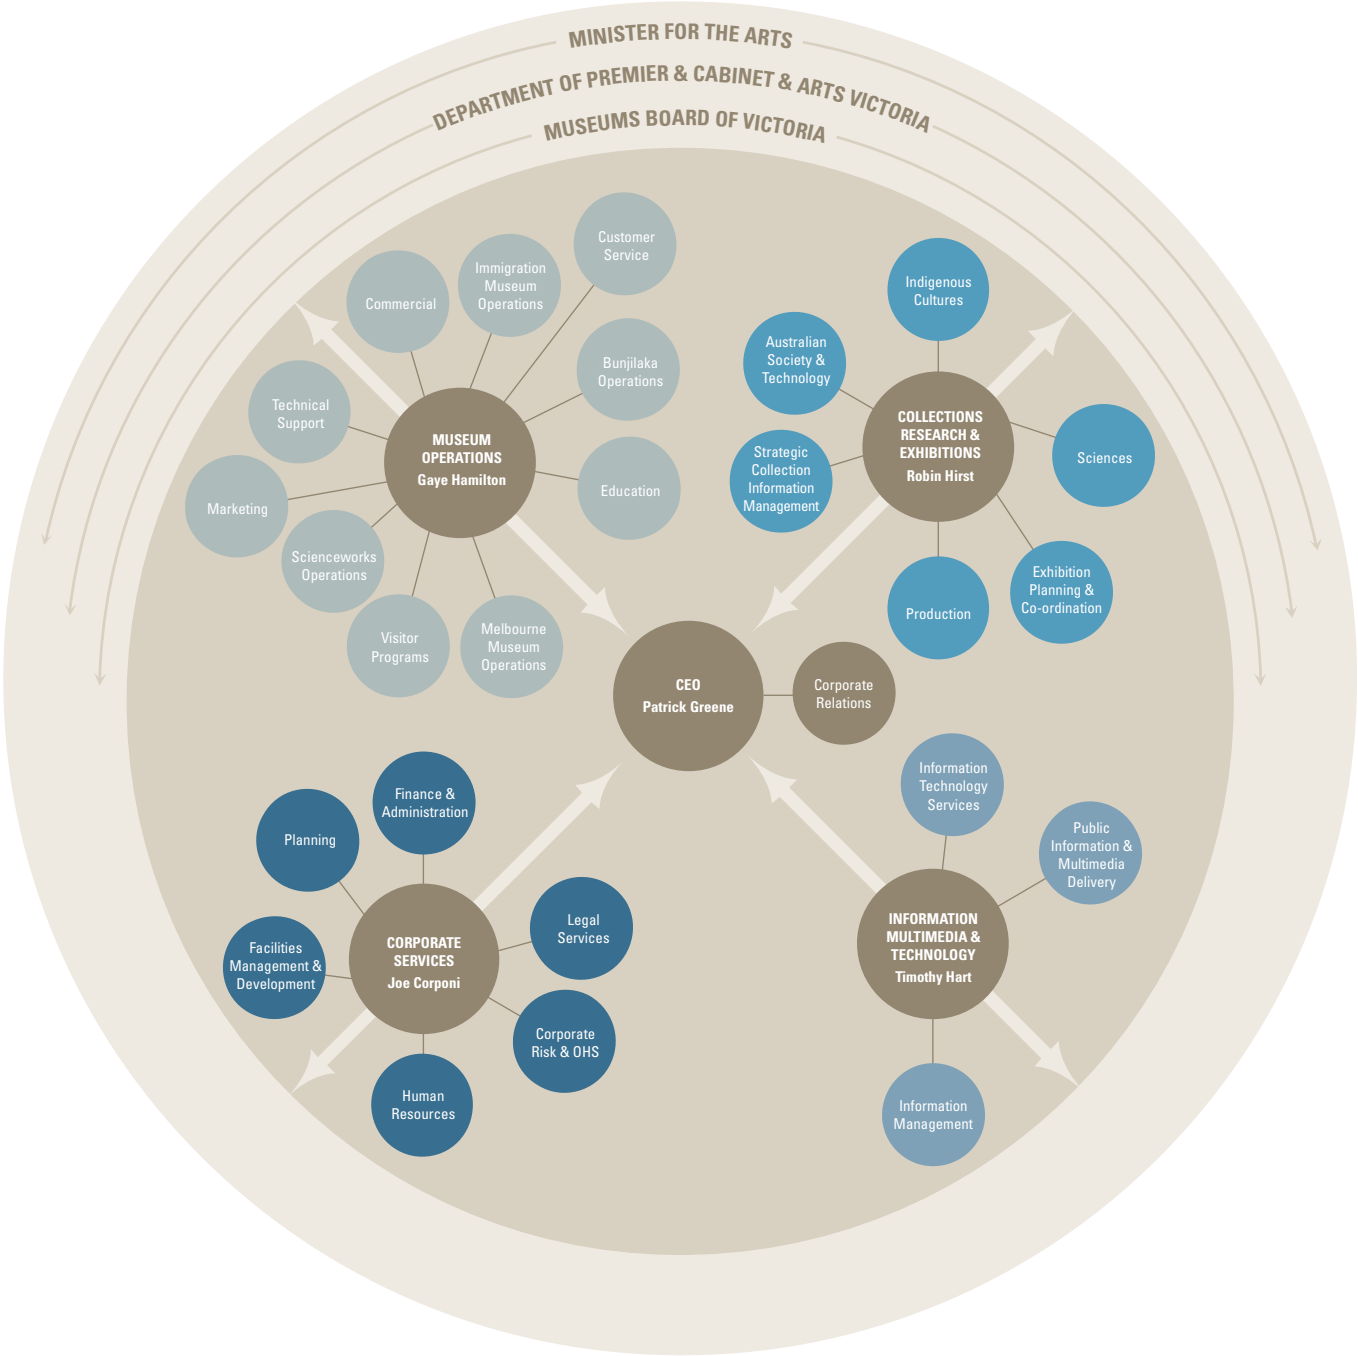 MINISTER FOR THE ARTS
DEPARTMENT OF PREMIER & CABINET & ARTS VICTORIA
MUSEUMS BOARD OF VICTORIA
Customer
Service
Immigration
Museum
Operations
Commercial
Bunjilaka
Operations
Technical
Support
MUSEUM
OPERATIONS
Gaye Hamilton
Education
Marketing
Scienceworks
Operations
Visitor
Programs
Melbourne
Museum
Operations
Indigenous
Cultures
Australian
Society &
Technology
COLLECTIONS
RESEARCH &
EXHIBITIONS
Robin Hirst
Strategic
Collection
Information
Management
Sciences
Production
Exhibition
Planning &
Co-ordination
CEO
Patrick Greene
Corporate
Relations
Finance &
Administration
Planning
Legal
Services
Facilities
Management &
Development
CORPORATE
SERVICES
Joe Corponi
Corporate
Risk & OHS
Human
Resources
Information
Technology
Services
Public
Information &
Multimedia
Delivery
INFORMATION
MULTIMEDIA &
TECHNOLOGY
Timothy Hart
Information
Management